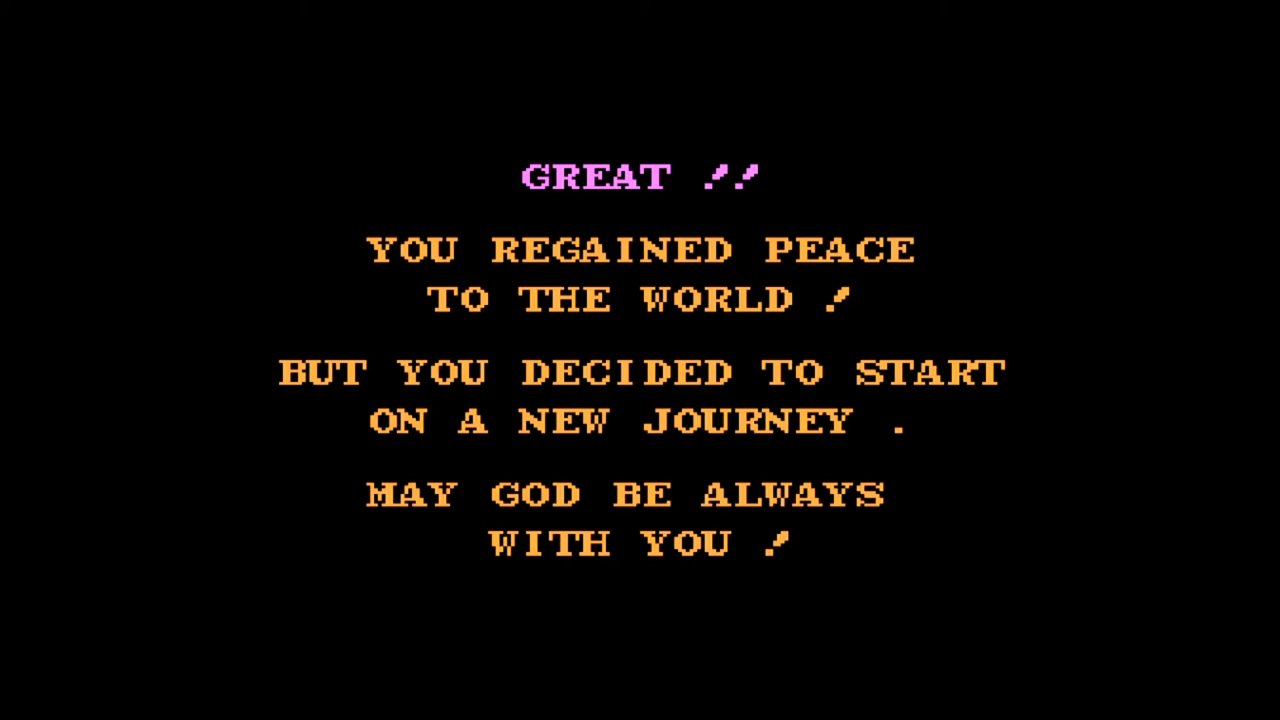 GREAT !!
YOU REGAINED PEACE
TO THE WORLD !
BUT YOU DECIDED TO START
ON A NEW JOURNEY .
MAY GOD BE ALWAYS
WITH YOU !